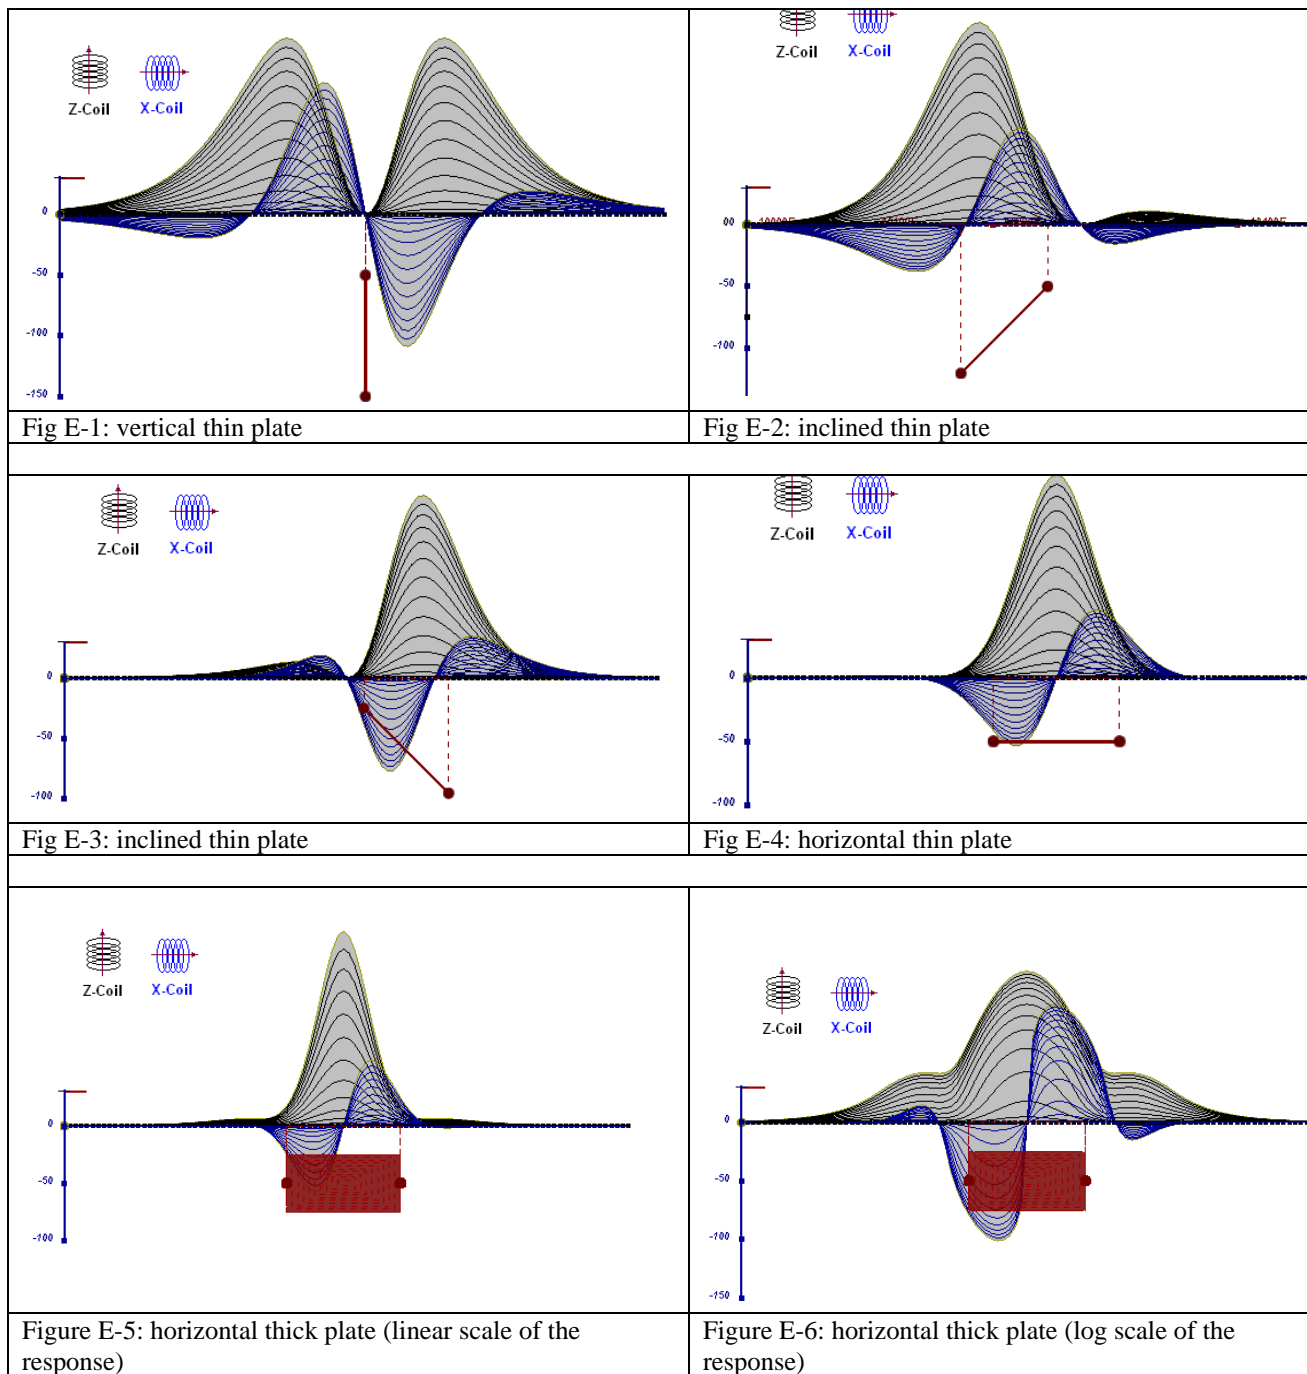 Z-Coil
X-Coil
0
-50
-100
-150
Fig E-1: vertical thin plate
Z-Coil
X-Coil
00
-50
-100
Fig E-2: inclined thin plate
Z-Coil
X-Coil
0
-50
-100
Fig E-3: inclined thin plate
Z-Coil
X-Coil
0
-50
-100
Fig E-4: horizontal thin plate
Z-Coil
X-Coil
0
-50
-100
Figure E-5: horizontal thick plate (linear scale of the
response)
Z-Coil
X-Coil
0
-50
-100
-150
Figure E-6: horizontal thick plate (log scale of the
response)